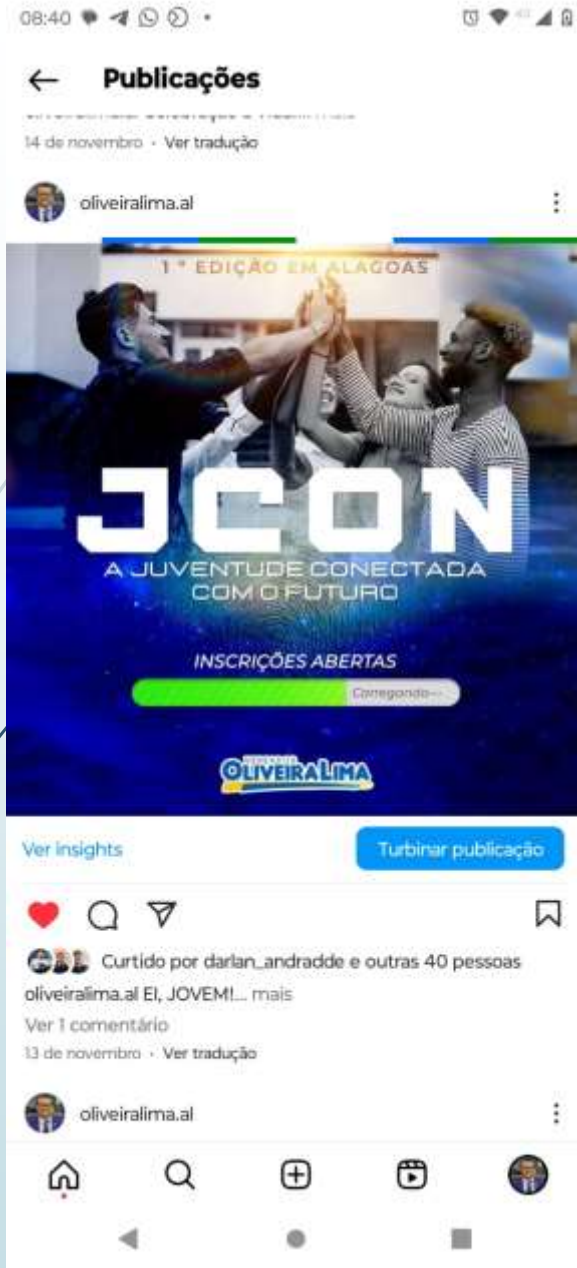 08:40
Publicações
14 de novembro · Ver tradução
oliveiralima.al
1ª EDIÇÃO EM ALAGOAS
JCON
A JUVENTUDE CONECTADA
COM O FUTURO
INSCRIÇÕES ABERTAS
Carregando...
OLIVEIRA LIMA
Ver insights
Turbinar publicação
Curtido por darlan_andradde e outras 40 pessoas
oliveiralima.al EI, JOVEM!... mais
Ver 1 comentário
13 de novembro · Ver tradução
oliveiralima.al